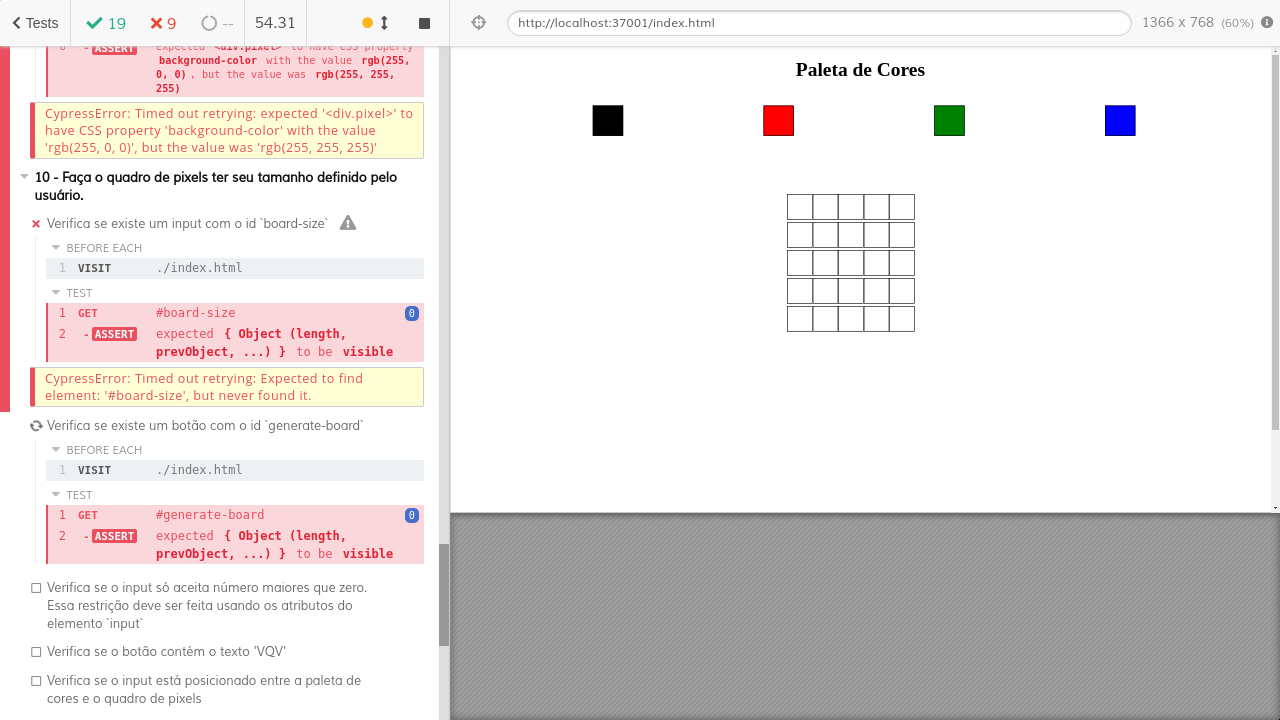 Tests
19
9
--
54.31
http://localhost:37001/index.html
1366 x 768 (60%)
6 - ASSERT expected <div.pixel> to have CSS property
background-color with the value rgb(255,
0, 0) , but the value was rgb(255, 255,
255)
CypressError: Timed out retrying: expected '<div.pixel>' to
have CSS property 'background-color' with the value
'rgb(255, 0, 0)', but the value was 'rgb(255, 255, 255)'
10 - Faça o quadro de pixels ter seu tamanho definido pelo
usuário.
Verifica se existe um input com o id `board-size`
BEFORE EACH
1 VISIT ./index.html
TEST
1 GET #board-size 0
2 - ASSERT expected { Object (length,
prevObject, ...) } to be visible
CypressError: Timed out retrying: Expected to find
element: '#board-size', but never found it.
Verifica se existe um botão com o id `generate-board`
BEFORE EACH
1 VISIT ./index.html
TEST
1 GET #generate-board 0
2 - ASSERT expected { Object (length,
prevObject, ...) } to be visible
Verifica se o input só aceita número maiores que zero.
Essa restrição deve ser feita usando os atributos do
elemento `input`
Verifica se o botão contém o texto 'VQV'
Verifica se o input está posicionado entre a paleta de
cores e o quadro de pixels
Paleta de Cores